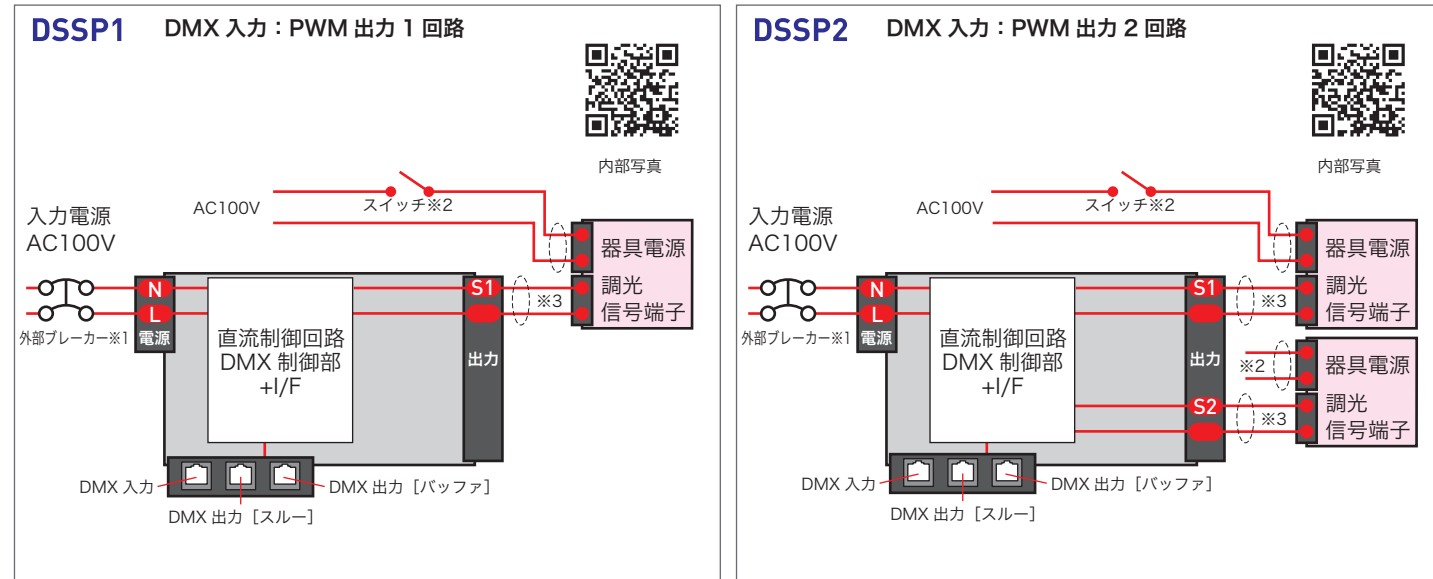 DSSP1 DMX 入力：PWM 出力 1 回路
内部写真
AC100V
スイッチ※2
入力電源
AC100V
器具電源
N
L
電源
外部ブレーカー※1
直流制御回路
DMX 制御部
+I/F
S1
出力
※3
調光
信号端子
DMX 入力
DMX 出力［スルー］
DMX 出力［バッファ］
DSSP2 DMX 入力：PWM 出力 2 回路
内部写真
AC100V
スイッチ※2
入力電源
AC100V
器具電源
N
L
電源
外部ブレーカー※1
直流制御回路
DMX 制御部
+I/F
S1
出力
※3
調光
信号端子
※2
器具電源
S2
※3
調光
信号端子
DMX 入力
DMX 出力［スルー］
DMX 出力［バッファ］